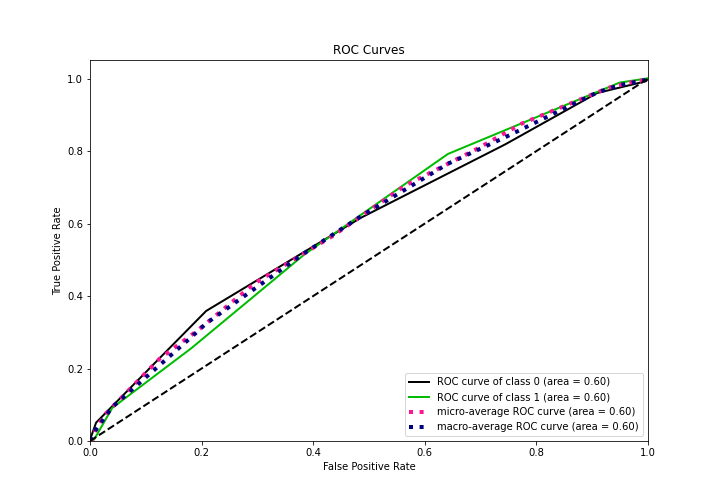 ROC Curves
1.0
0.8
0.6
0.4
0.2
0.0
True Positive Rate
ROC curve of class 0 (area = 0.60)
ROC curve of class 1 (area = 0.60)
micro-average ROC curve (area = 0.60)
macro-average ROC curve (area = 0.60)
0.0 0.2 0.4 0.6 0.8 1.0
False Positive Rate